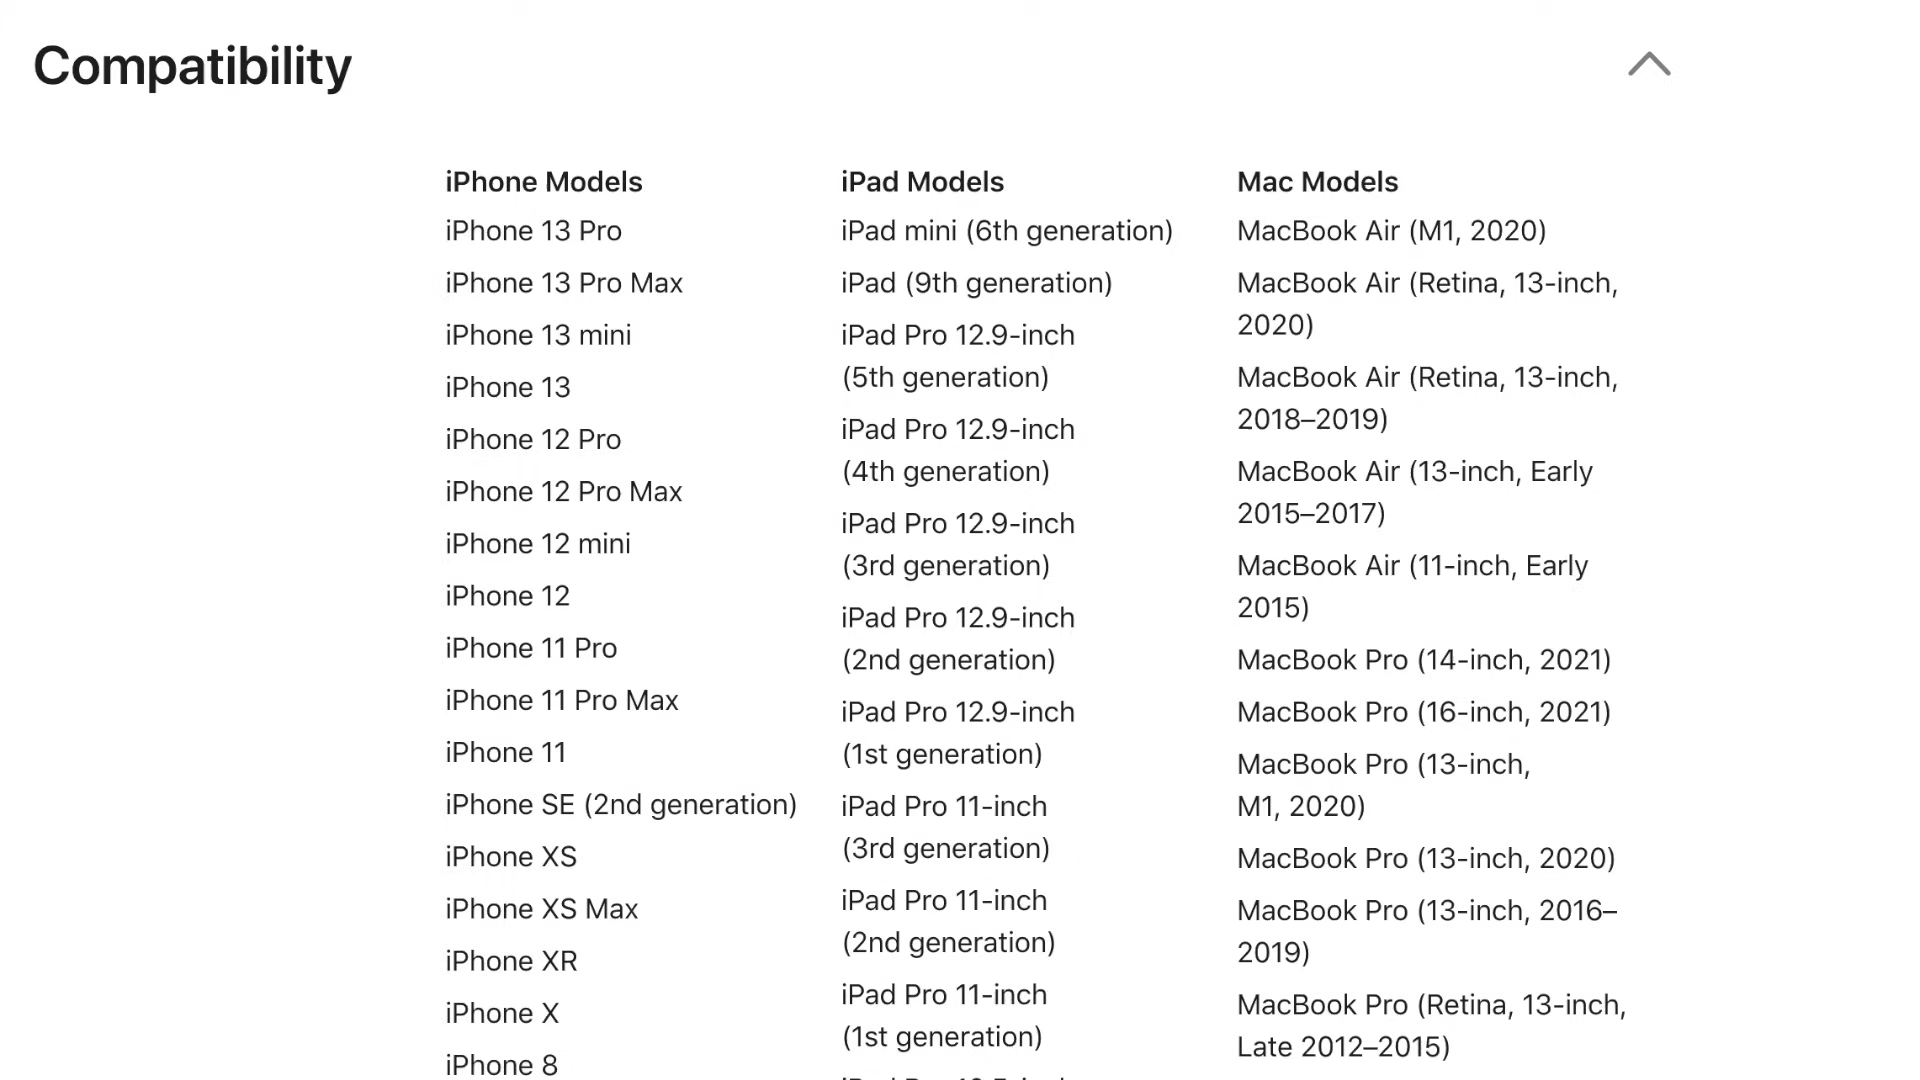 Compatibility
iPhone Models
iPhone 13 Pro
iPhone 13 Pro Max
iPhone 13 mini
iPhone 13
iPhone 12 Pro
iPhone 12 Pro Max
iPhone 12 mini
iPhone 12
iPhone 11 Pro
iPhone 11 Pro Max
iPhone 11
iPhone SE (2nd generation)
iPhone XS
iPhone XS Max
iPhone XR
iPhone X
iPhone 8
iPad Models
iPad mini (6th generation)
iPad (9th generation)
iPad Pro 12.9-inch
(5th generation)
iPad Pro 12.9-inch
(4th generation)
iPad Pro 12.9-inch
(3rd generation)
iPad Pro 12.9-inch
(2nd generation)
iPad Pro 12.9-inch
(1st generation)
iPad Pro 11-inch
(3rd generation)
iPad Pro 11-inch
(2nd generation)
iPad Pro 11-inch
(1st generation)
Mac Models
MacBook Air (M1, 2020)
MacBook Air (Retina, 13-inch,
2020)
MacBook Air (Retina, 13-inch,
2018–2019)
MacBook Air (13-inch, Early
2015–2017)
MacBook Air (11-inch, Early
2015)
MacBook Pro (14-inch, 2021)
MacBook Pro (16-inch, 2021)
MacBook Pro (13-inch,
M1, 2020)
MacBook Pro (13-inch, 2020)
MacBook Pro (13-inch, 2016–
2019)
MacBook Pro (Retina, 13-inch,
Late 2012–2015)